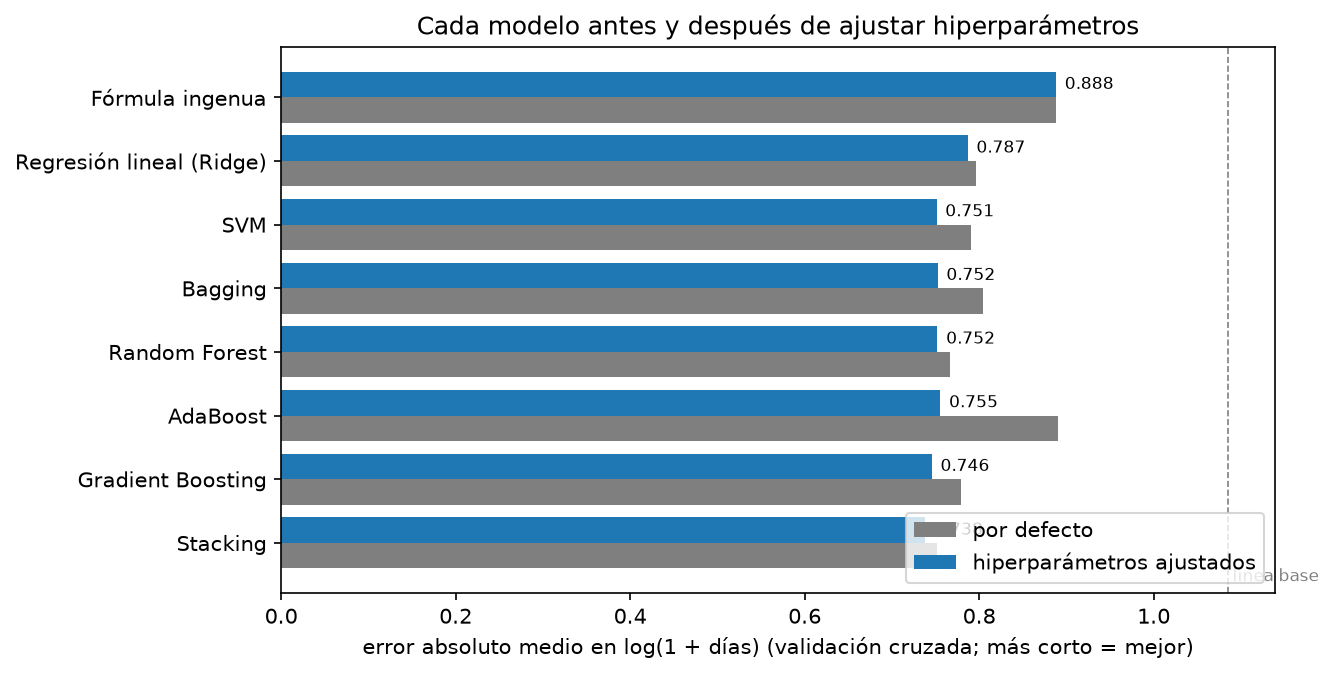 Cada modelo antes y después de ajustar hiperparámetros
Fórmula ingenua
0.888
Regresión lineal (Ridge)
0.787
SVM
0.751
Bagging
0.752
Random Forest
0.752
AdaBoost
0.755
Gradient Boosting
0.746
Stacking
por defecto
hiperparámetros ajustados
línea base
0.0 0.2 0.4 0.6 0.8 1.0
error absoluto medio en log(1 + días) (validación cruzada; más corto = mejor)